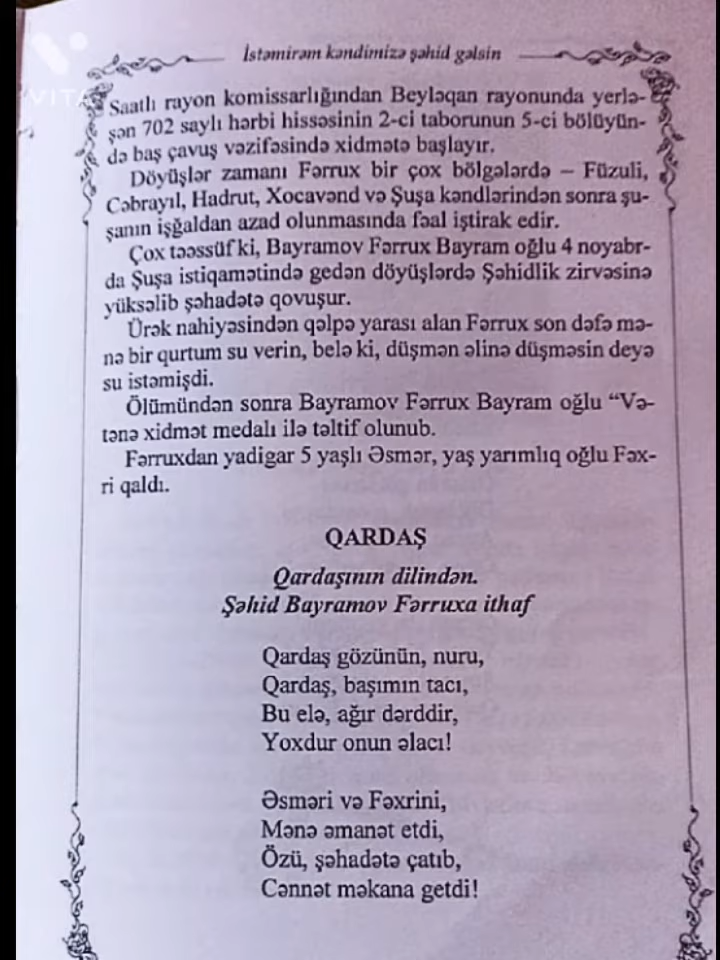 VITA
İstəmirəm kəndimizə şəhid gəlsin
Saatlı rayon komissarlığından Beyləqan rayonunda yerlə-
şən 702 saylı hərbi hissəsinin 2-ci taborunun 5-ci bölüyün-
də baş çavuş vəzifəsində xidmətə başlayır.
Döyüşlər zamanı Fərrux bir çox bölgələrdə – Füzuli,
Cəbrayıl, Hadrut, Xocavənd və Şuşa kəndlərindən sonra şu-
şanın işğaldan azad olunmasında fəal iştirak edir.
Çox təəssüf ki, Bayramov Fərrux Bayram oğlu 4 noyabr-
da Şuşa istiqamətində gedən döyüşlərdə Şəhidlik zirvəsinə
yüksəlib şəhadətə qovuşur.
Ürək nahiyəsindən qəlpə yarası alan Fərrux son dəfə mə-
nə bir qurtum su verin, belə ki, düşmən əlinə düşməsin deyə
su istəmişdi.
Ölümündən sonra Bayramov Fərrux Bayram oğlu “Və-
tənə xidmət medalı ilə təltif olunub.
Fərruxdan yadigar 5 yaşlı Əsmər, yaş yarımlıq oğlu Fəx-
ri qaldı.
QARDAŞ
Qardaşının dilindən.
Şəhid Bayramov Fərruxa ithaf
Qardaş gözünün, nuru,
Qardaş, başımın tacı,
Bu elə, ağır dərddir,
Yoxdur onun əlacı!
Əsməri və Fəxrini,
Mənə əmanət etdi,
Özü, şəhadətə çatıb,
Cənnət məkana getdi!